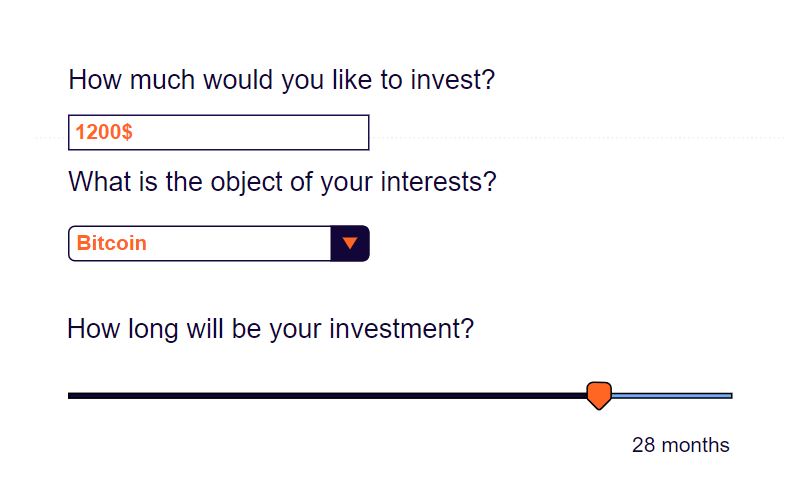 How much would you like to invest?
1200$
What is the object of your interests?
Bitcoin
How long will be your investment?
28 months